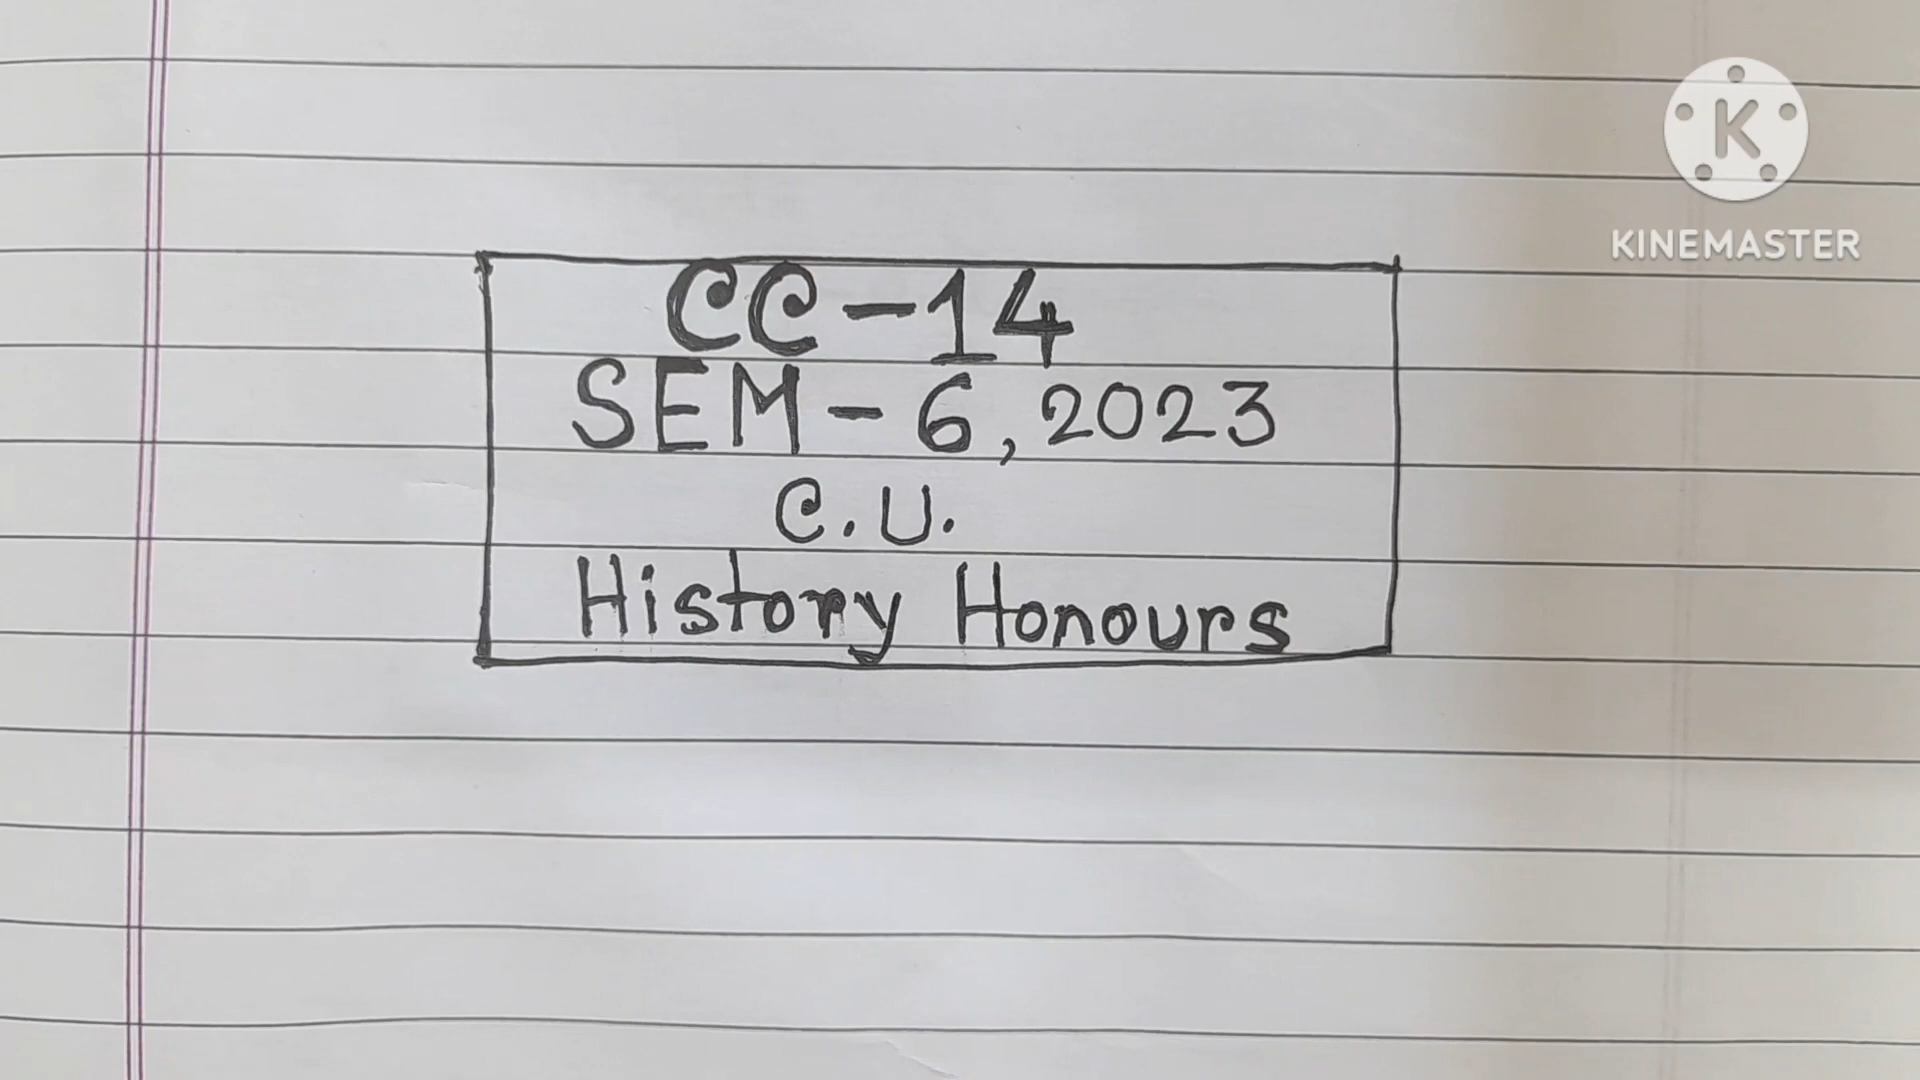 CC-14
SEM-6, 2023
C.U.
History Honours
K
KINEMASTER